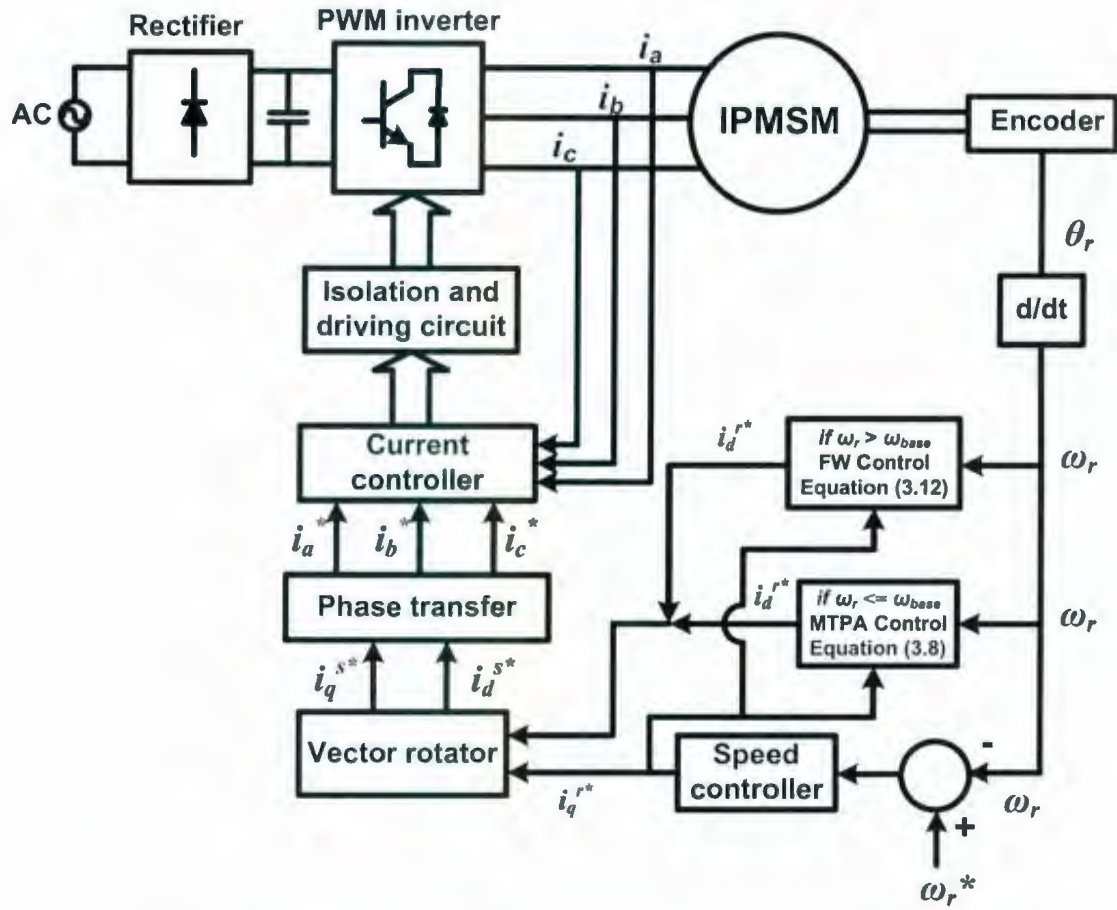 Rectifier
PWM inverter
AC
i_a
i_b
i_c
IPMSM
Encoder
θ_r
d/dt
Isolation and
driving circuit
Current
controller
i_d^r*
if ω_r > ω_base
FW Control
Equation (3.12)
ω_r
i_a^*
i_b^*
i_c^*
Phase transfer
i_d^r*
if ω_r <= ω_base
MTPA Control
Equation (3.8)
ω_r
i_q^s*
i_d^s*
Vector rotator
i_q^r*
Speed
controller
-
ω_r
+
ω_r*